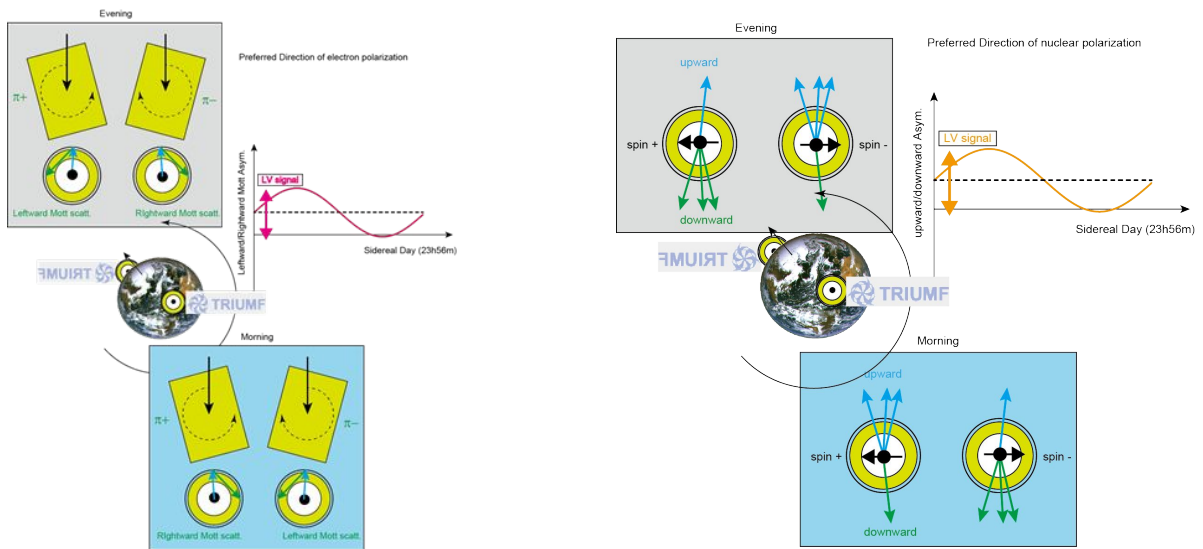 Evening
Preferred Direction of electron polarization
π+
π−
Leftward Mott scatt.
RIghtward Mott scatt.
Leftward/Rightward Mott Asym.
LV signal
Sidereal Day (23h56m)
TRIUMF
TRIUMF
Morning
π+
π−
RIghtward Mott scatt.
Leftward Mott scatt.
Evening
Preferred Direction of nuclear polarization
upward
spin +
spin -
downward
upward/downward Asym.
LV signal
Sidereal Day (23h56m)
TRIUMF
TRIUMF
Morning
upward
spin +
spin -
downward